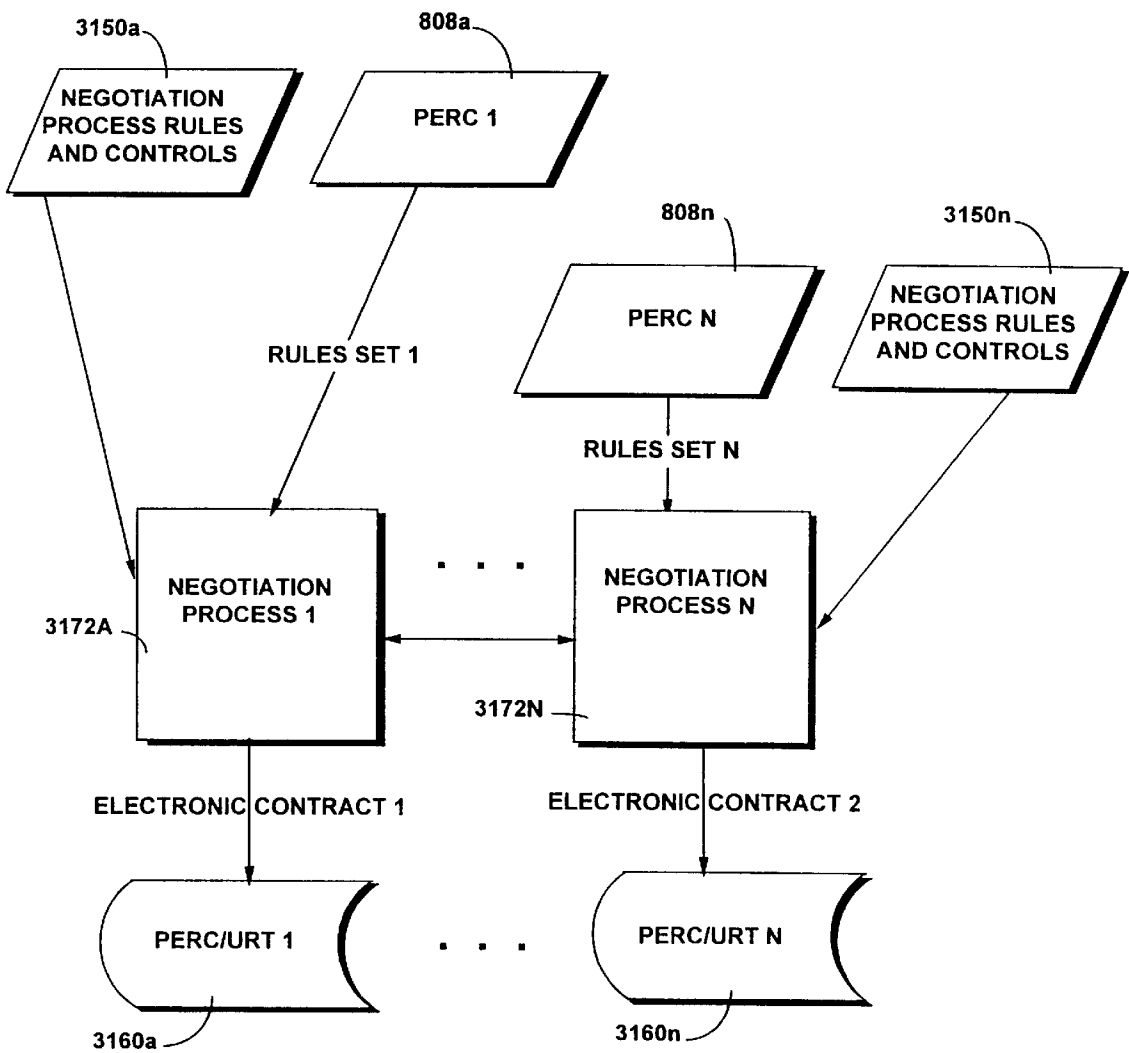 3150a
808a
NEGOTIATION
PROCESS RULES
AND CONTROLS
PERC 1
808n
3150n
PERC N
NEGOTIATION
PROCESS RULES
AND CONTROLS
RULES SET 1
RULES SET N
NEGOTIATION
PROCESS 1
. . .
NEGOTIATION
PROCESS N
3172A
3172N
ELECTRONIC CONTRACT 1
ELECTRONIC CONTRACT 2
PERC/URT 1
. . .
PERC/URT N
3160a
3160n